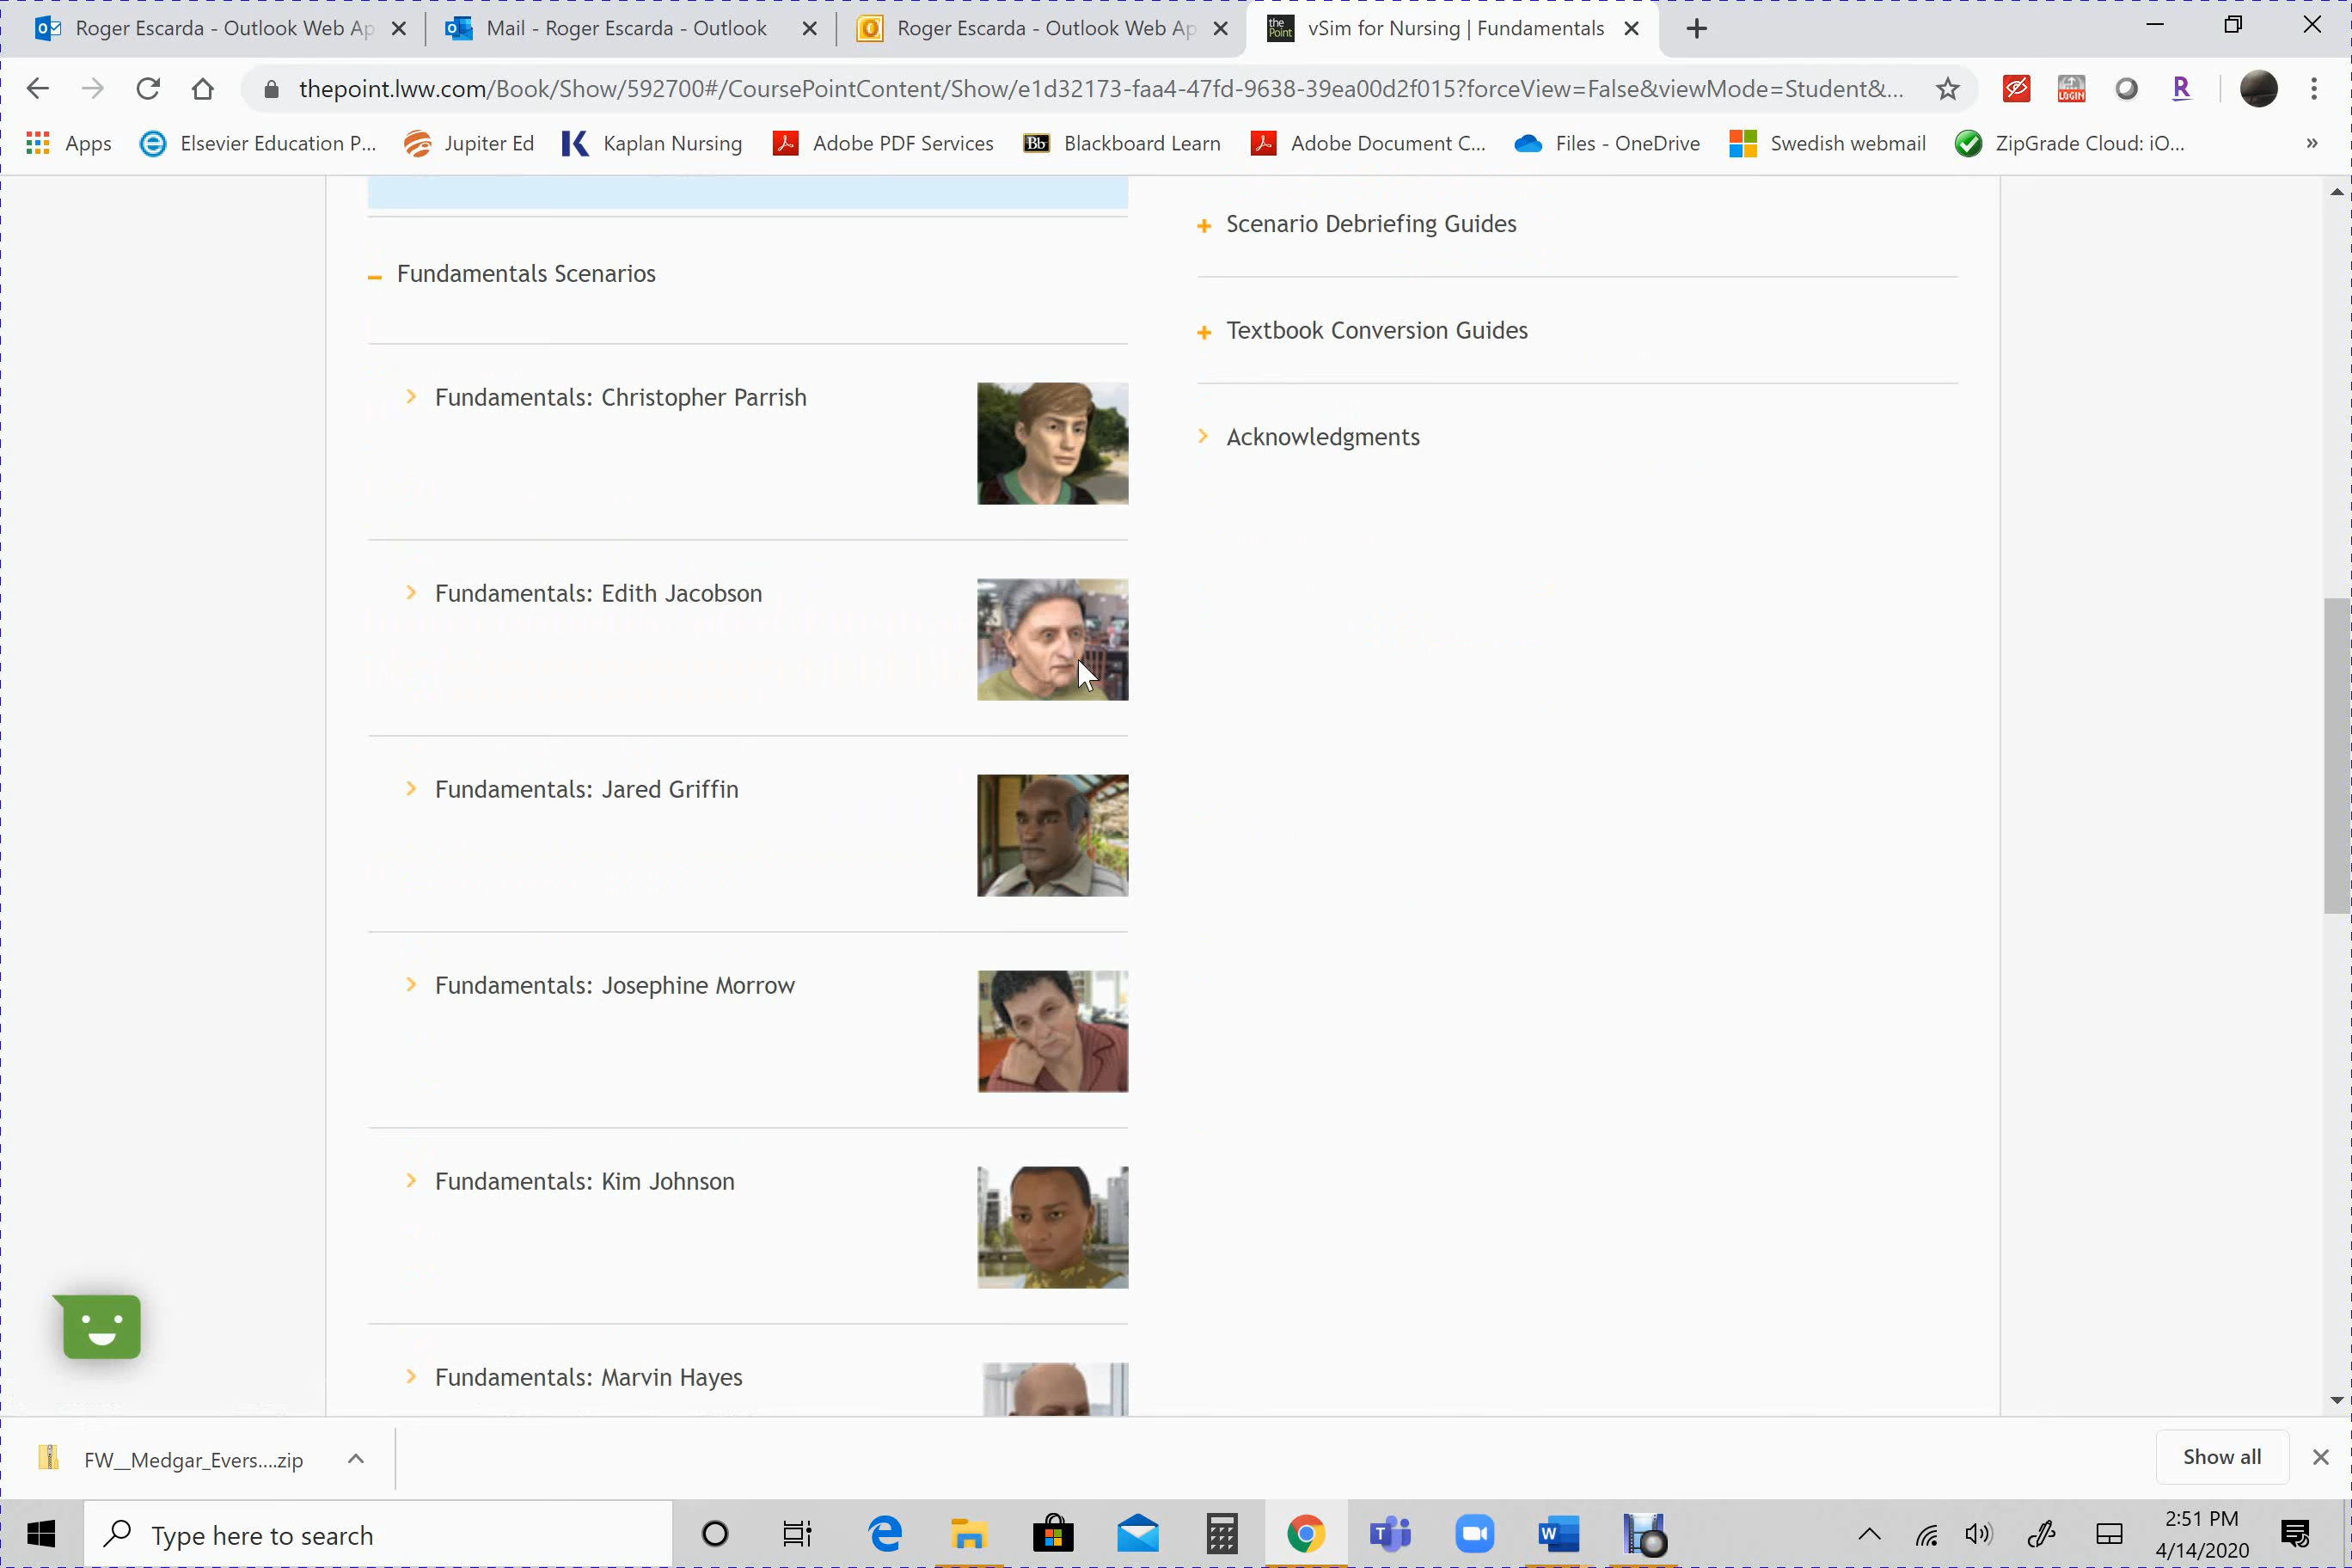 Roger Escarda - Outlook Web Ap
Mail - Roger Escarda - Outlook
Roger Escarda - Outlook Web Ap
the Point
vSim for Nursing | Fundamentals
thepoint.lww.com/Book/Show/592700#/CoursePointContent/Show/e1d32173-faa4-47fd-9638-39ea00d2f015?forceView=False&viewMode=Student&...
LOGIN
R
Apps
Elsevier Education P...
Jupiter Ed
Kaplan Nursing
Adobe PDF Services
Bb
Blackboard Learn
Adobe Document C...
Files - OneDrive
Swedish webmail
ZipGrade Cloud: iO...
»
Fundamentals Scenarios
Fundamentals: Christopher Parrish
Fundamentals: Edith Jacobson
Fundamentals: Jared Griffin
Fundamentals: Josephine Morrow
Fundamentals: Kim Johnson
Fundamentals: Marvin Hayes
Scenario Debriefing Guides
Textbook Conversion Guides
Acknowledgments
FW__Medgar_Evers....zip
Show all
Type here to search
2:51 PM
4/14/2020